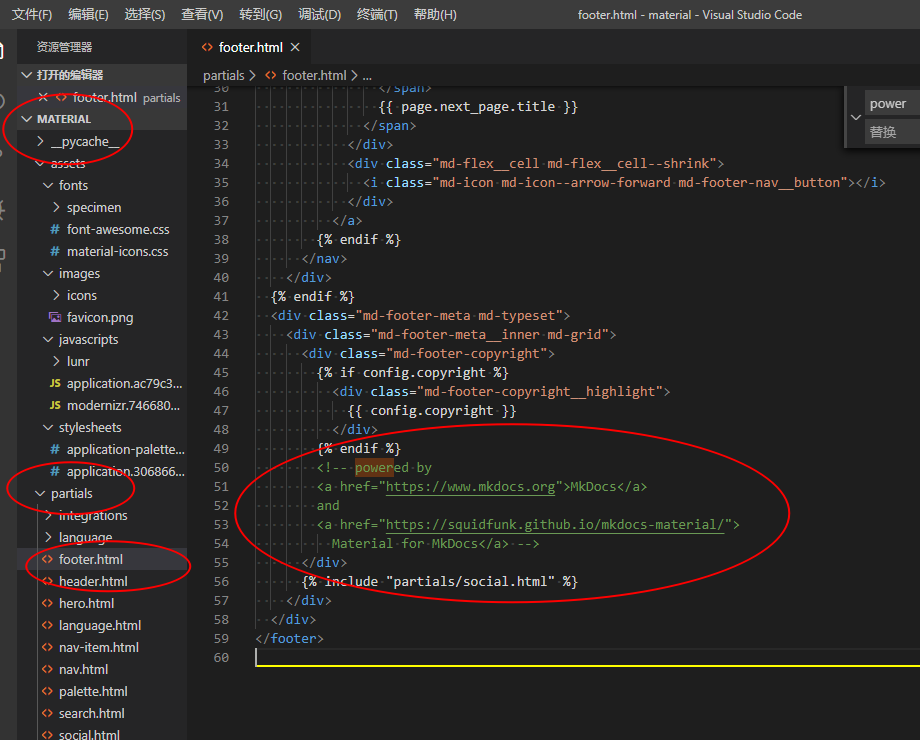 文件(F) 编辑(E) 选择(S) 查看(V) 转到(G) 调试(D) 终端(T) 帮助(H) footer.html - material - Visual Studio Code
资源管理器
打开的编辑器
footer.html partials
MATERIAL
__pycache__
assets
fonts
specimen
# font-awesome.css
# material-icons.css
images
icons
favicon.png
javascripts
lunr
JS application.ac79c3...
JS modernizr.746680...
stylesheets
# application-palette...
# application.306866...
partials
integrations
language
<> footer.html
<> header.html
<> hero.html
<> language.html
<> nav-item.html
<> nav.html
<> palette.html
<> search.html
<> social.html
<> footer.html ×
partials > <> footer.html > ...
power
替换
30 </span>
31 {{ page.next_page.title }}
32 </span>
33 </div>
34 <div class="md-flex__cell md-flex__cell--shrink">
35 <i class="md-icon md-icon--arrow-forward md-footer-nav__button"></i>
36 </div>
37 </a>
38 {% endif %}
39 </nav>
40 </div>
41 {% endif %}
42 <div class="md-footer-meta md-typeset">
43 <div class="md-footer-meta__inner md-grid">
44 <div class="md-footer-copyright">
45 {% if config.copyright %}
46 <div class="md-footer-copyright__highlight">
47 {{ config.copyright }}
48 </div>
49 {% endif %}
50 <!-- powered by
51 <a href="https://www.mkdocs.org">MkDocs</a>
52 and
53 <a href="https://squidfunk.github.io/mkdocs-material/">
54 Material for MkDocs</a> -->
55 </div>
56 {% include "partials/social.html" %}
57 </div>
58 </div>
59 </footer>
60